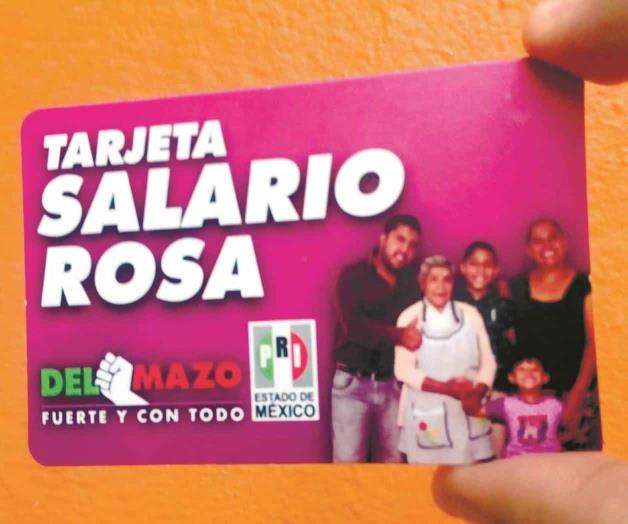 TARJETA
SALARIO
ROSA
DEL MAZO
FUERTE Y CON TODO
PRI
ESTADO DE
MÉXICO